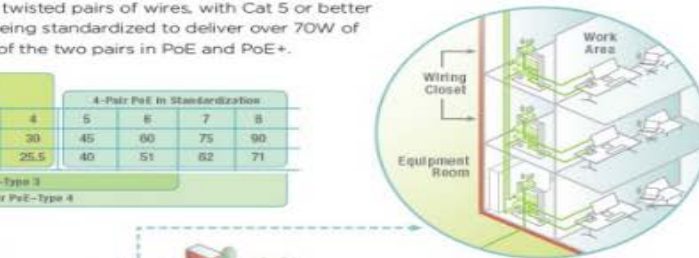 twisted pairs of wires, with Cat 5 or better
eing standardized to deliver over 70W of
of the two pairs in PoE and PoE+.
4-Pair PoE in Standardization
4 5 6 7 8
30 45 60 75 90
25.5 40 51 62 71
-Type 3
r PoE-Type 4
Work
Area
Wiring
Closet
Equipment
Room